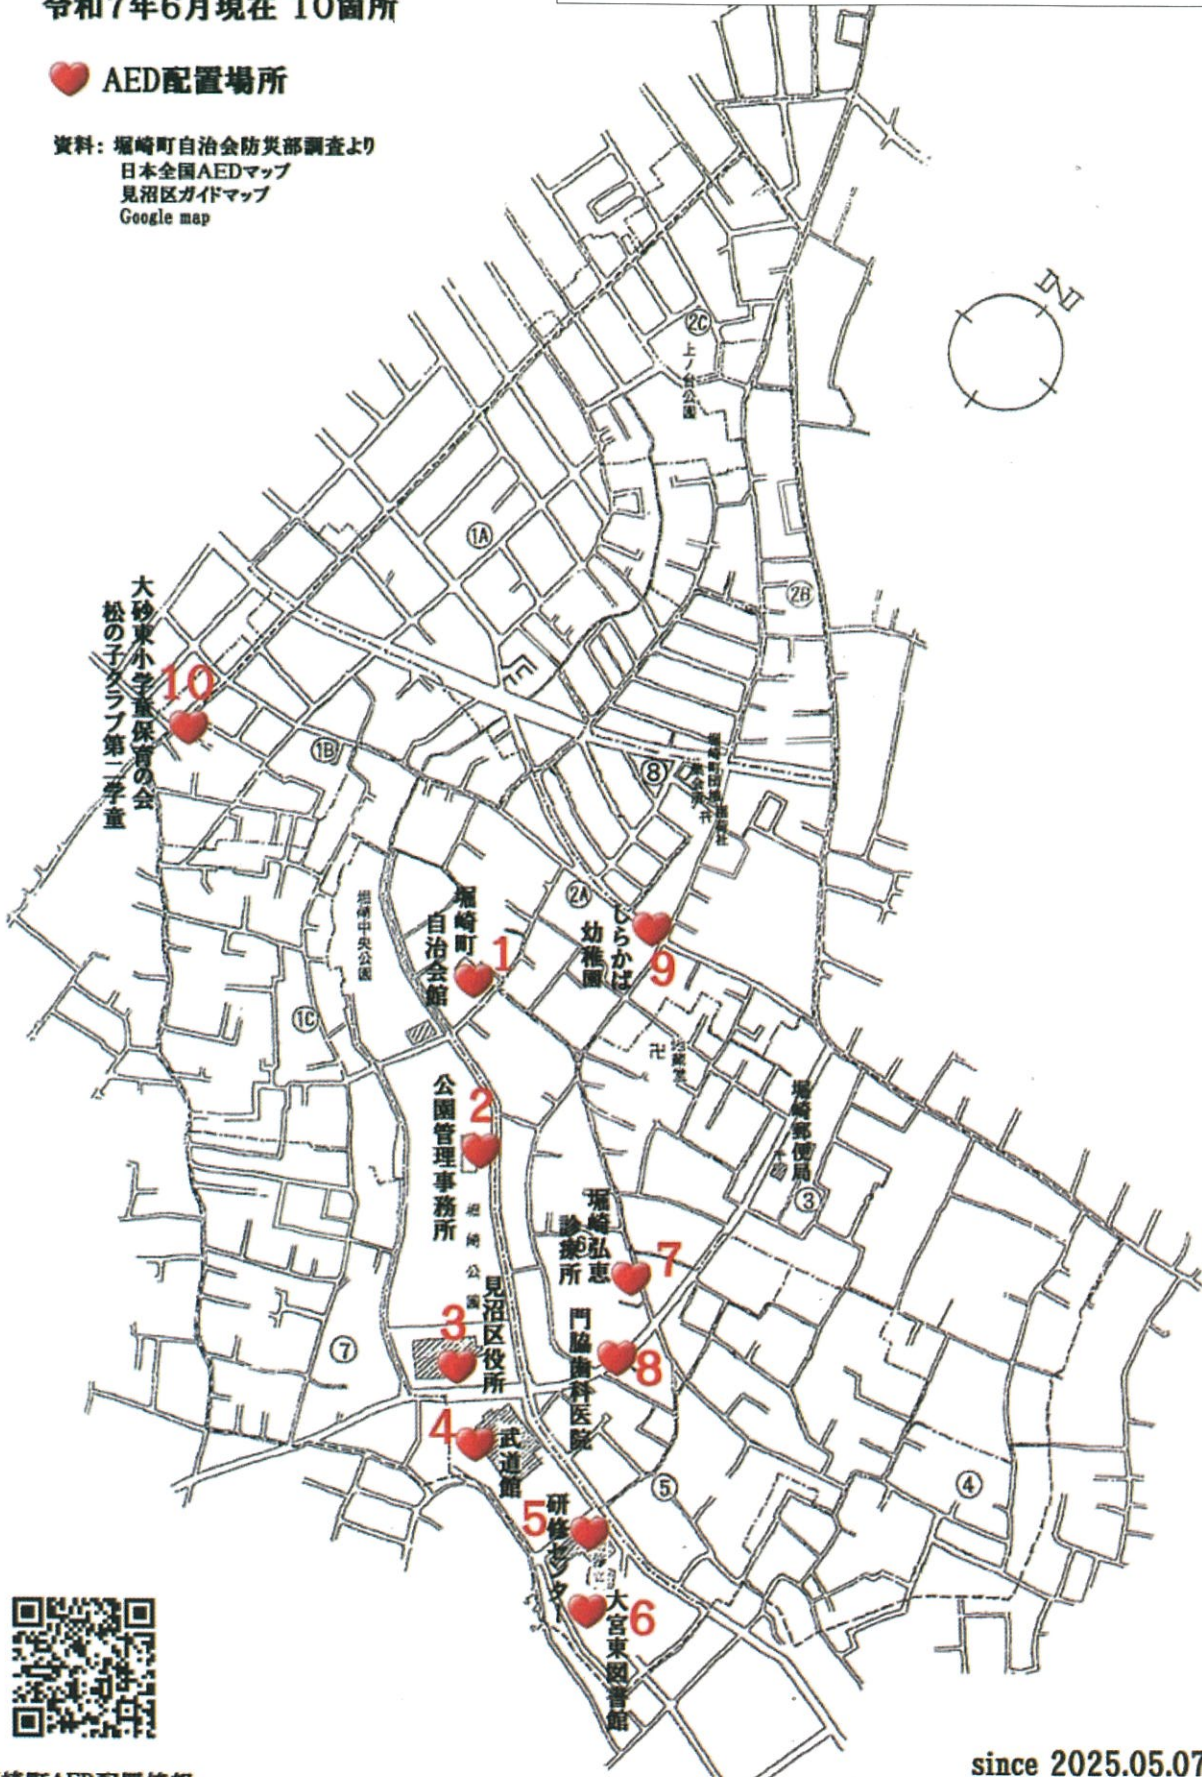 令和7年6月現在 10箇所
AED配置場所
資料: 堀崎町自治会防災部調査より
日本全国AEDマップ
見沼区ガイドマップ
Google map
N
2C
上ノ台公園
1A
2B
大砂東小学童保育の会
松の子クラブ第二学童
10
1B
8
2A
しらかば
幼稚園
9
堀崎町
自治会館
1
堀崎中央公園
1C
地蔵堂
卍
公園管理事務所
2
堀崎公園
堀崎郵便局
3
堀崎弘恵
診療所
6
7
見沼区役所
3
門脇歯科医院
8
7
4
武道館
5
4
5
研修センター
6
大宮東図書館
since 2025.05.07